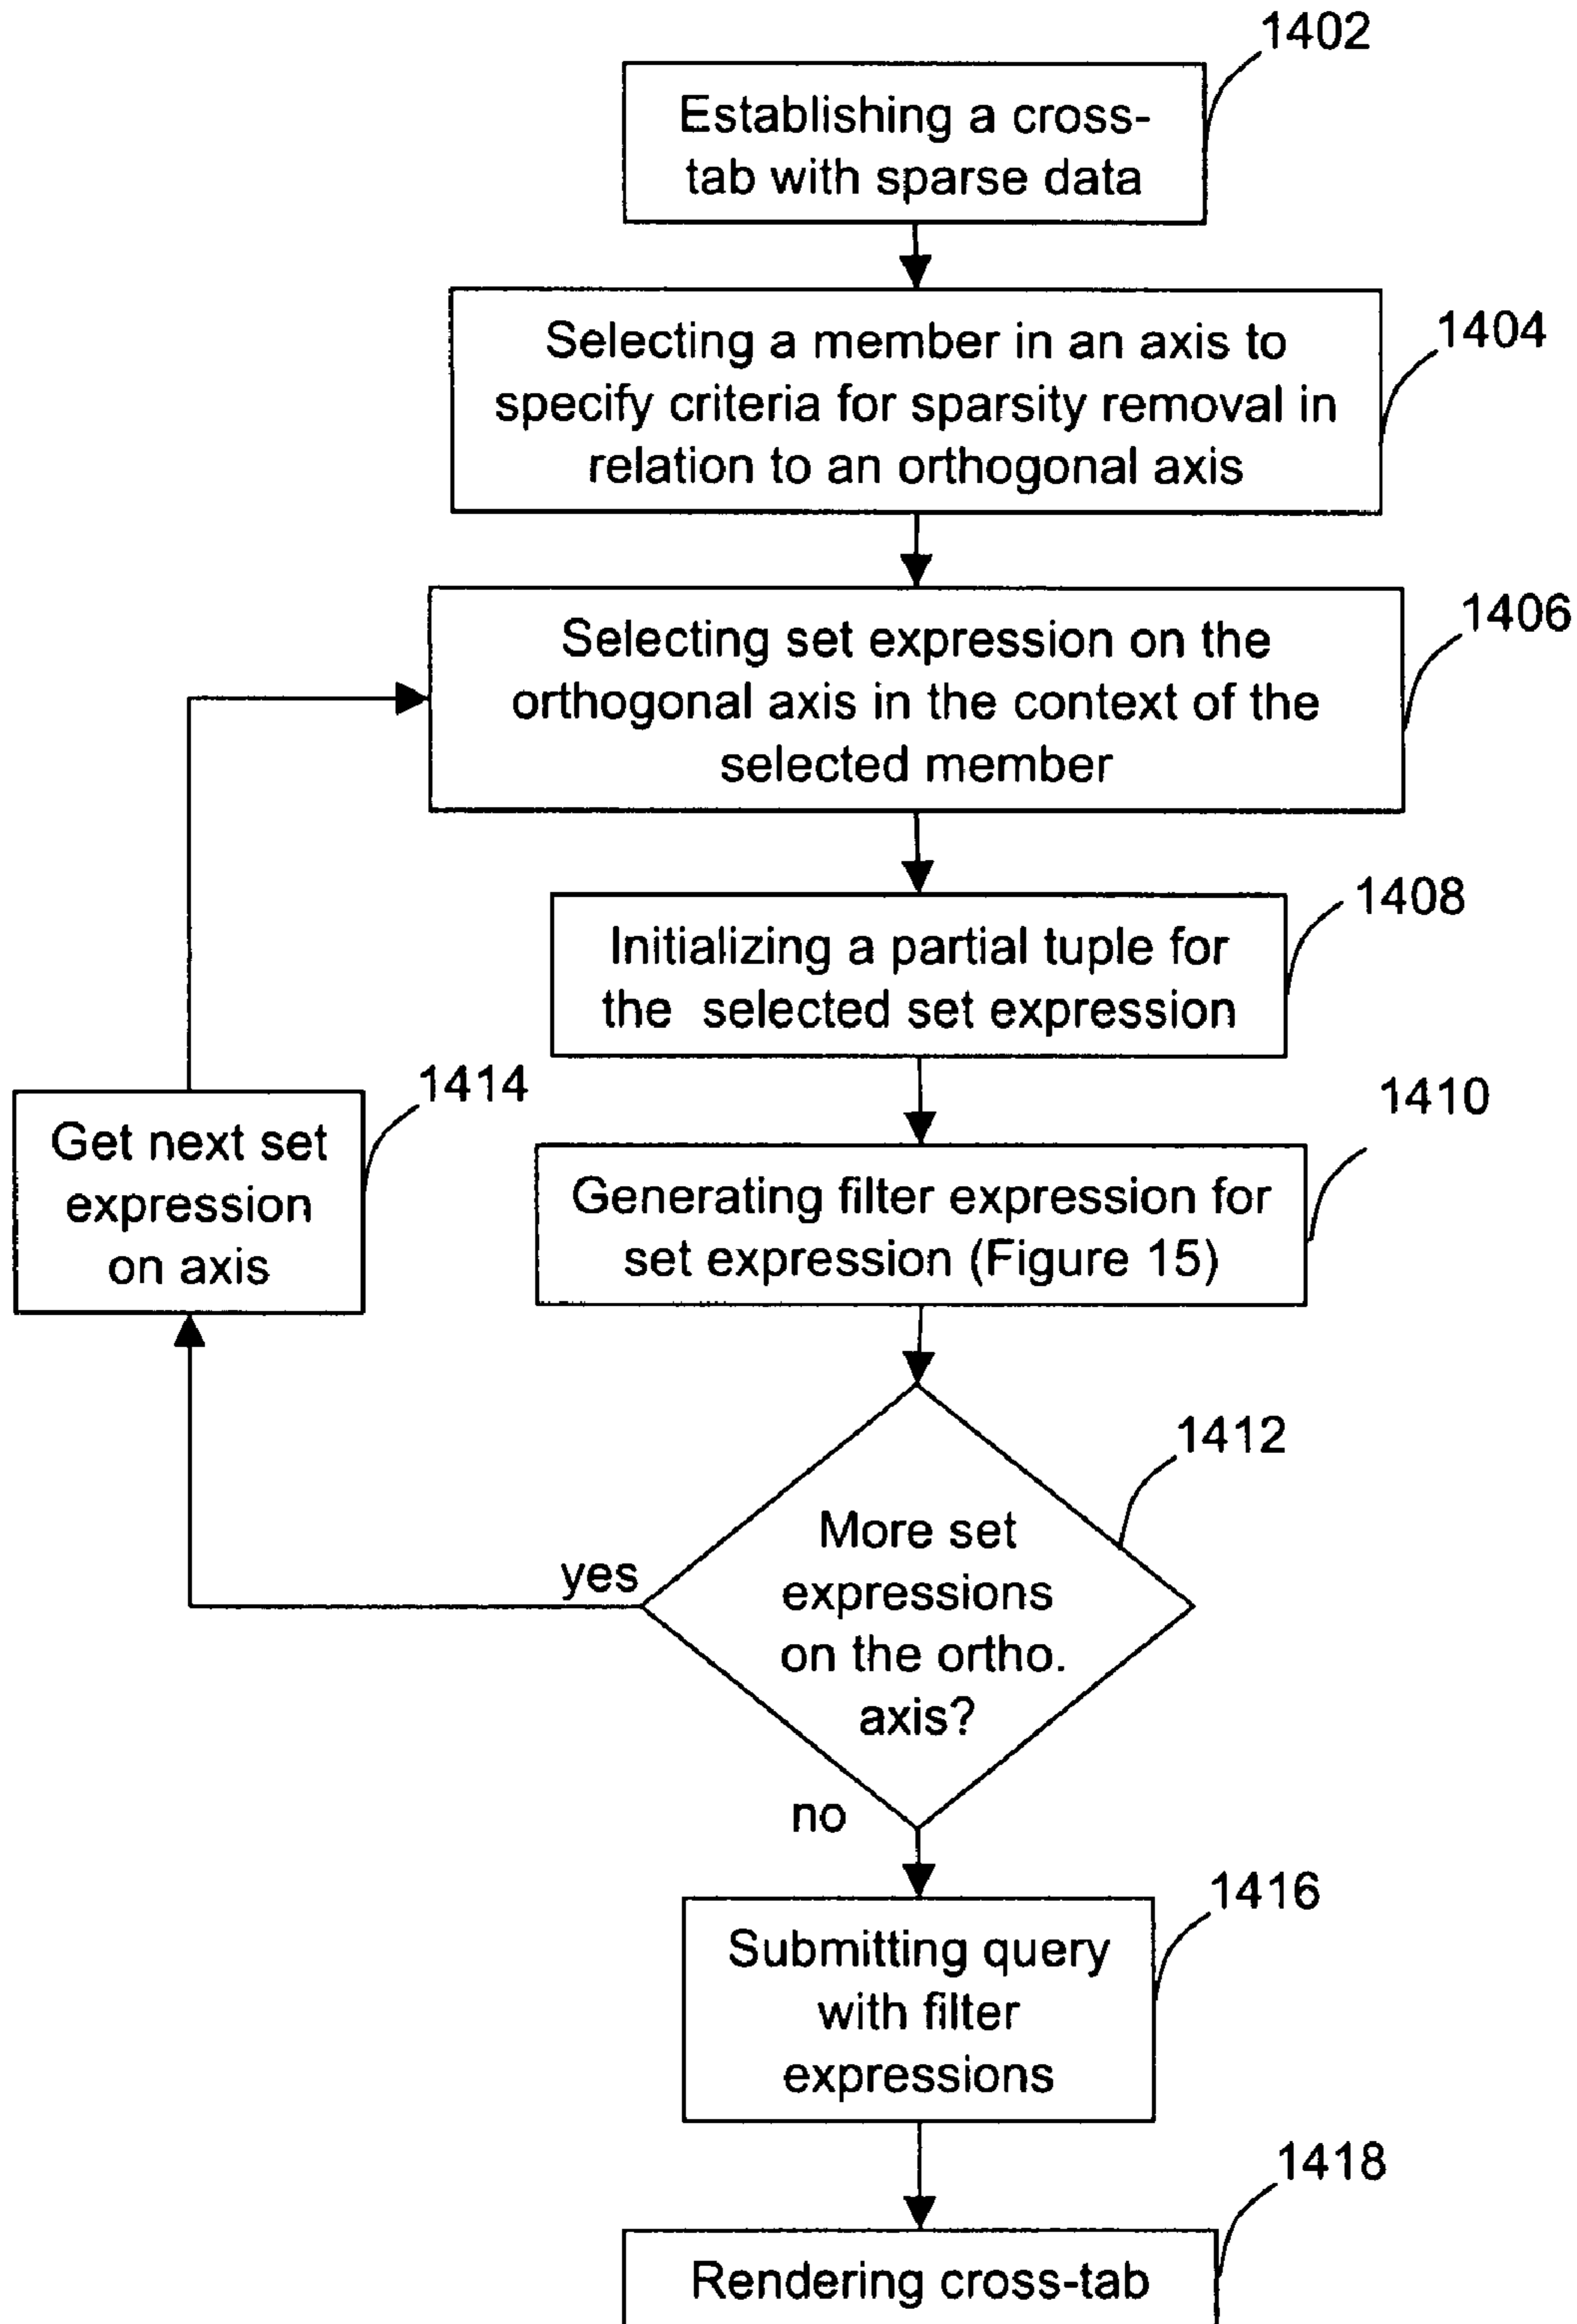 1402
Establishing a cross-
tab with sparse data
1404
Selecting a member in an axis to
specify criteria for sparsity removal in
relation to an orthogonal axis
1406
Selecting set expression on the
orthogonal axis in the context of the
selected member
1408
Initializing a partial tuple for
the selected set expression
1414
Get next set
expression
on axis
1410
Generating filter expression for
set expression (Figure 15)
1412
More set
expressions
on the ortho.
axis?
yes
no
1416
Submitting query
with filter
expressions
1418
Rendering cross-tab